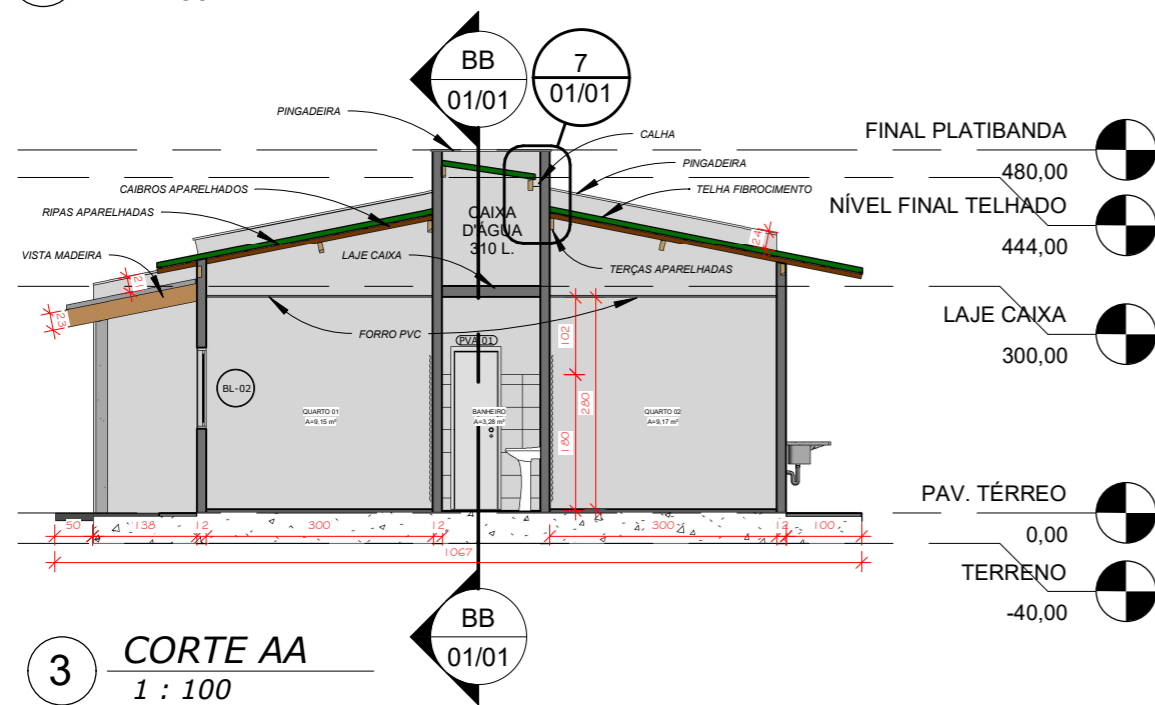 BB
01/01
7
01/01
PINGADEIRA
CALHA
PINGADEIRA
CAIBROS APARELHADOS
TELHA FIBROCIMENTO
RIPAS APARELHADAS
VISTA MADEIRA
CAIXA
D'ÁGUA
310 L.
LAJE CAIXA
TERÇAS APARELHADAS
24
21
23
FORRO PVC
PVA 01
BL-02
102
280
180
QUARTO 01
A=9,15 m²
BANHEIRO
A=3,28 m²
QUARTO 02
A=9,17 m²
FINAL PLATIBANDA
480,00
NÍVEL FINAL TELHADO
444,00
LAJE CAIXA
300,00
PAV. TÉRREO
0,00
TERRENO
-40,00
50 138 12 300 12 300 12 100
1067
BB
01/01
3 CORTE AA
1 : 100